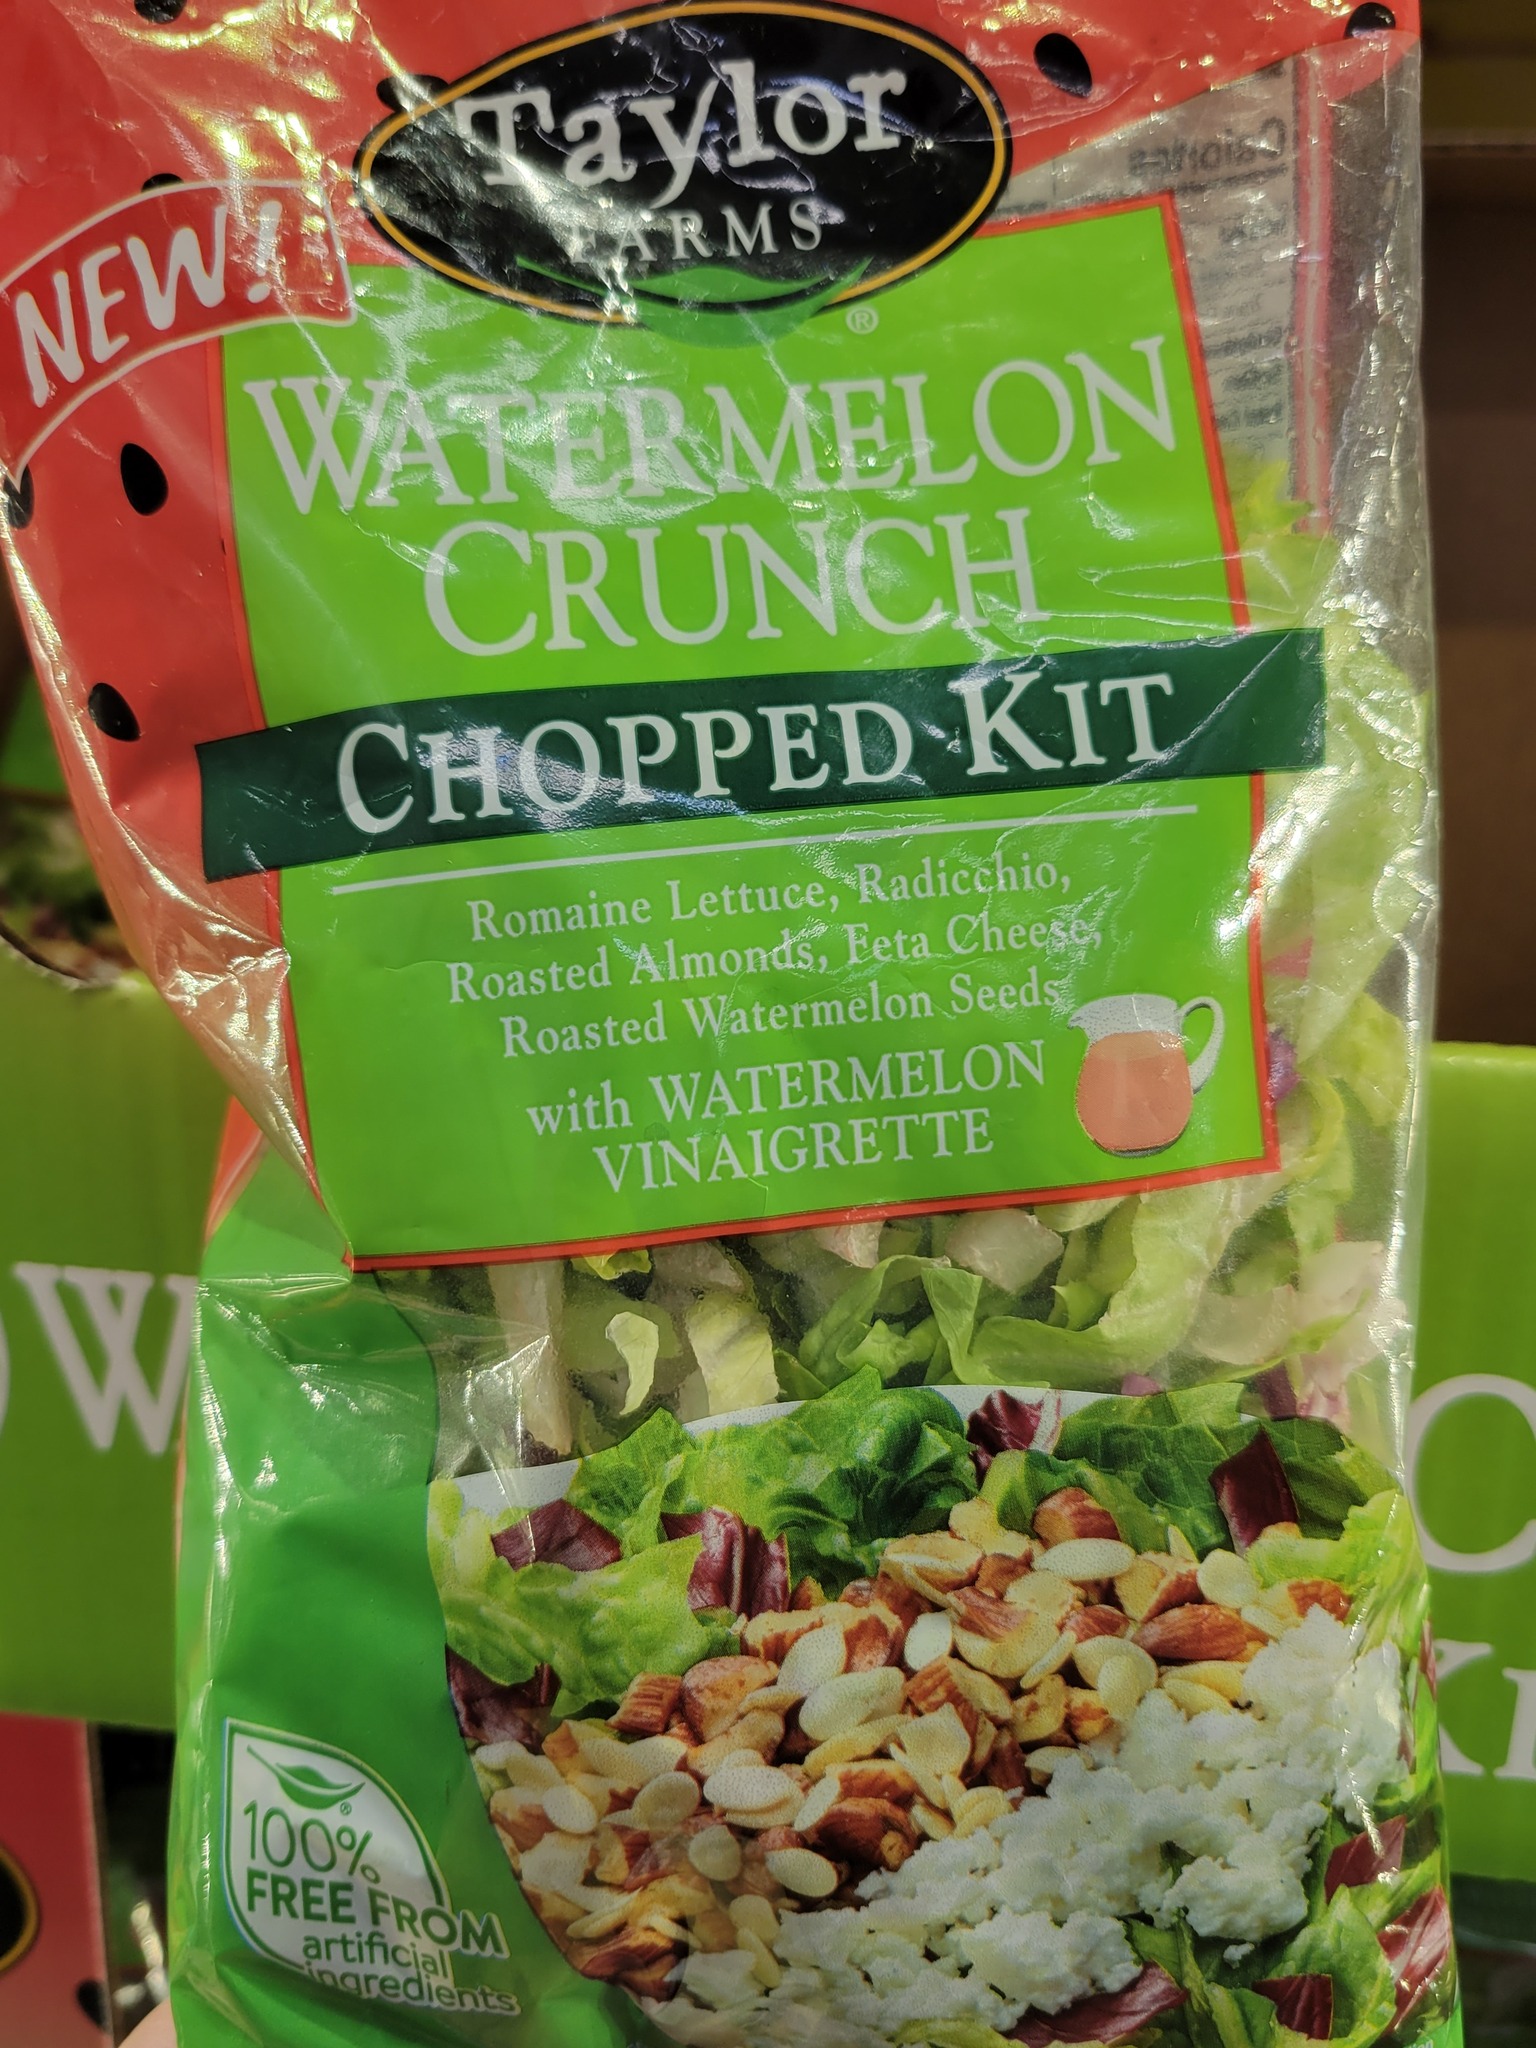 Taylor
FARMS
®
NEW!
WATERMELON
CRUNCH
CHOPPED KIT
Romaine Lettuce, Radicchio,
Roasted Almonds, Feta Cheese,
Roasted Watermelon Seeds
with WATERMELON
VINAIGRETTE
100%
FREE FROM
artificial
ingredients
Calories